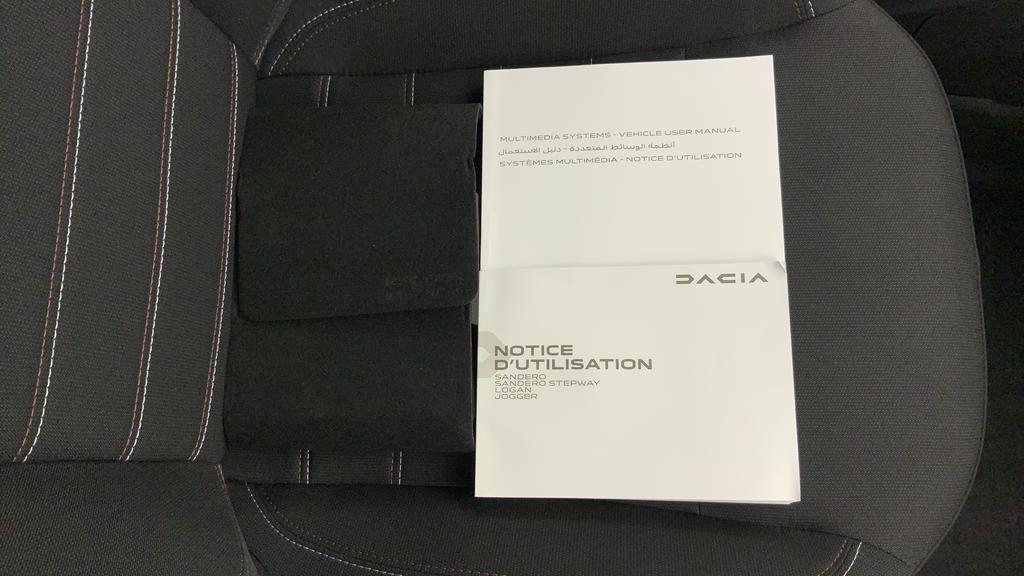 MULTIMEDIA SYSTEMS - VEHICLE USER MANUAL
أنظمة الوسائط المتعددة - دليل الاستعمال
SYSTÈMES MULTIMÉDIA - NOTICE D'UTILISATION
DACIA
NOTICE
D'UTILISATION
SANDERO
SANDERO STEPWAY
LOGAN
JOGGER